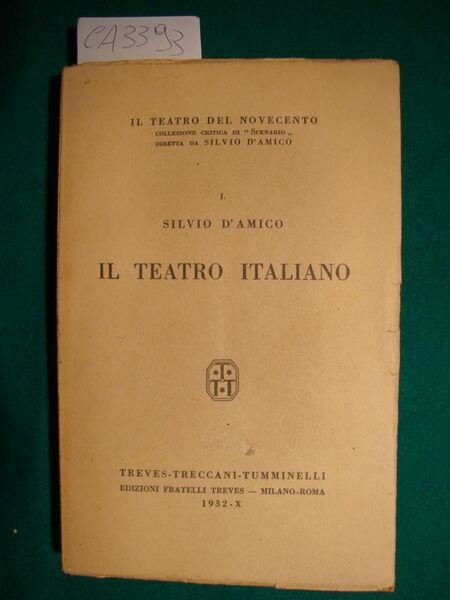 CA3393
IL TEATRO DEL NOVECENTO
COLLEZIONE CRITICA DI "SCENARIO„
DIRETTA DA SILVIO D'AMICO
I.
SILVIO D'AMICO
IL TEATRO ITALIANO
T
T T
TREVES-TRECCANI-TUMMINELLI
EDIZIONI FRATELLI TREVES — MILANO-ROMA
1932-X